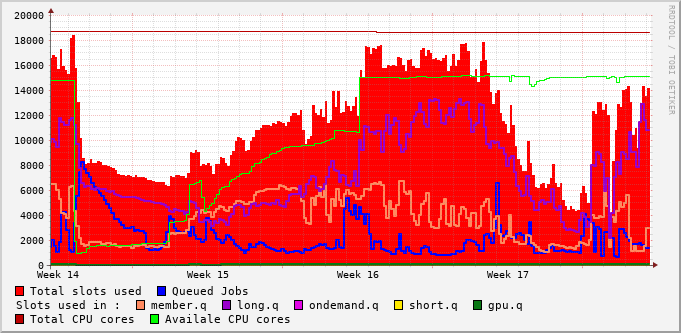 20000
18000
16000
14000
12000
10000
8000
6000
4000
2000
0
Week 14 Week 15 Week 16 Week 17
Total slots used Queued Jobs
Slots used in : member.q long.q ondemand.q short.q gpu.q
Total CPU cores Availale CPU cores
RRDTOOL / TOBI OETIKER